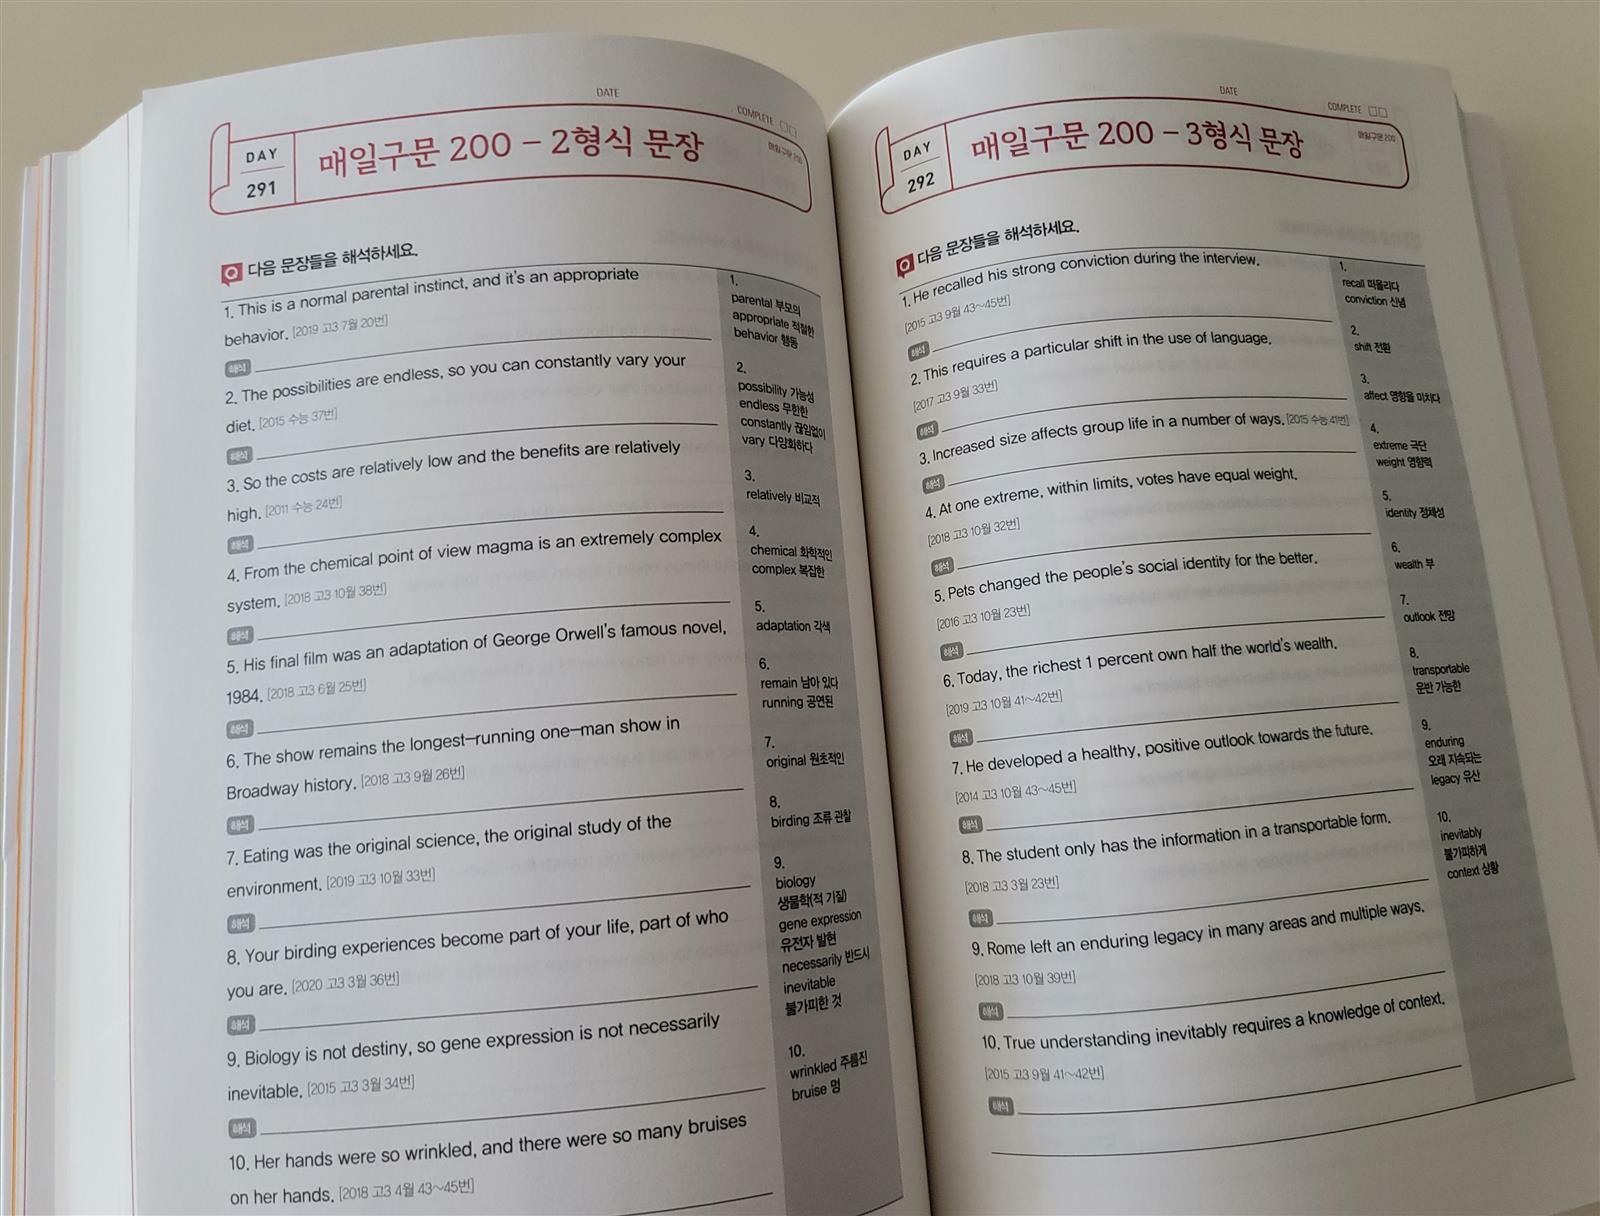 DATE
COMPLETE
DAY
291
매일구문 200 - 2형식 문장
매일구문 200
Q 다음 문장들을 해석하세요.
1. This is a normal parental instinct, and it's an appropriate
behavior. [2019 고3 7월 20번]
해석
2. The possibilities are endless, so you can constantly vary your
diet. [2015 수능 37번]
해석
3. So the costs are relatively low and the benefits are relatively
high. [2011 수능 24번]
해석
4. From the chemical point of view magma is an extremely complex
system. [2018 고3 10월 38번]
해석
5. His final film was an adaptation of George Orwell's famous novel,
1984. [2018 고3 6월 25번]
해석
6. The show remains the longest-running one-man show in
Broadway history. [2018 고3 9월 26번]
해석
7. Eating was the original science, the original study of the
environment. [2019 고3 10월 33번]
해석
8. Your birding experiences become part of your life, part of who
you are. [2020 고3 3월 36번]
해석
9. Biology is not destiny, so gene expression is not necessarily
inevitable. [2015 고3 3월 34번]
해석
10. Her hands were so wrinkled, and there were so many bruises
on her hands. [2018 고3 4월 43~45번]
1.
parental 부모의
appropriate 적절한
behavior 행동
2.
possibility 가능성
endless 무한한
constantly 끊임없이
vary 다양화하다
3.
relatively 비교적
4.
chemical 화학적인
complex 복잡한
5.
adaptation 각색
6.
remain 남아 있다
running 공연된
7.
original 원초적인
8.
birding 조류 관찰
9.
biology
생물학(적 기질)
gene expression
유전자 발현
necessarily 반드시
inevitable
불가피한 것
10.
wrinkled 주름진
bruise 멍
DATE
COMPLETE
DAY
292
매일구문 200 - 3형식 문장
매일구문 200
Q 다음 문장들을 해석하세요.
1. He recalled his strong conviction during the interview.
[2015 고3 9월 43~45번]
해석
2. This requires a particular shift in the use of language.
[2017 고3 9월 33번]
해석
3. Increased size affects group life in a number of ways. [2015 수능 41번]
해석
4. At one extreme, within limits, votes have equal weight.
[2018 고3 10월 32번]
해석
5. Pets changed the people's social identity for the better.
[2016 고3 10월 23번]
해석
6. Today, the richest 1 percent own half the world's wealth.
[2019 고3 10월 41~42번]
해석
7. He developed a healthy, positive outlook towards the future.
[2014 고3 10월 43~45번]
해석
8. The student only has the information in a transportable form.
[2018 고3 3월 23번]
해석
9. Rome left an enduring legacy in many areas and multiple ways.
[2018 고3 10월 39번]
해석
10. True understanding inevitably requires a knowledge of context.
[2015 고3 9월 41~42번]
해석
1.
recall 떠올리다
conviction 신념
2.
shift 전환
3.
affect 영향을 미치다
4.
extreme 극단
weight 영향력
5.
identity 정체성
6.
wealth 부
7.
outlook 전망
8.
transportable
운반 가능한
9.
enduring
오래 지속되는
legacy 유산
10.
inevitably
불가피하게
context 상황